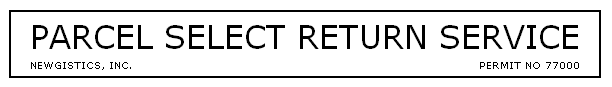 PARCEL SELECT RETURN SERVICE
NEWGISTICS, INC. PERMIT NO 77000